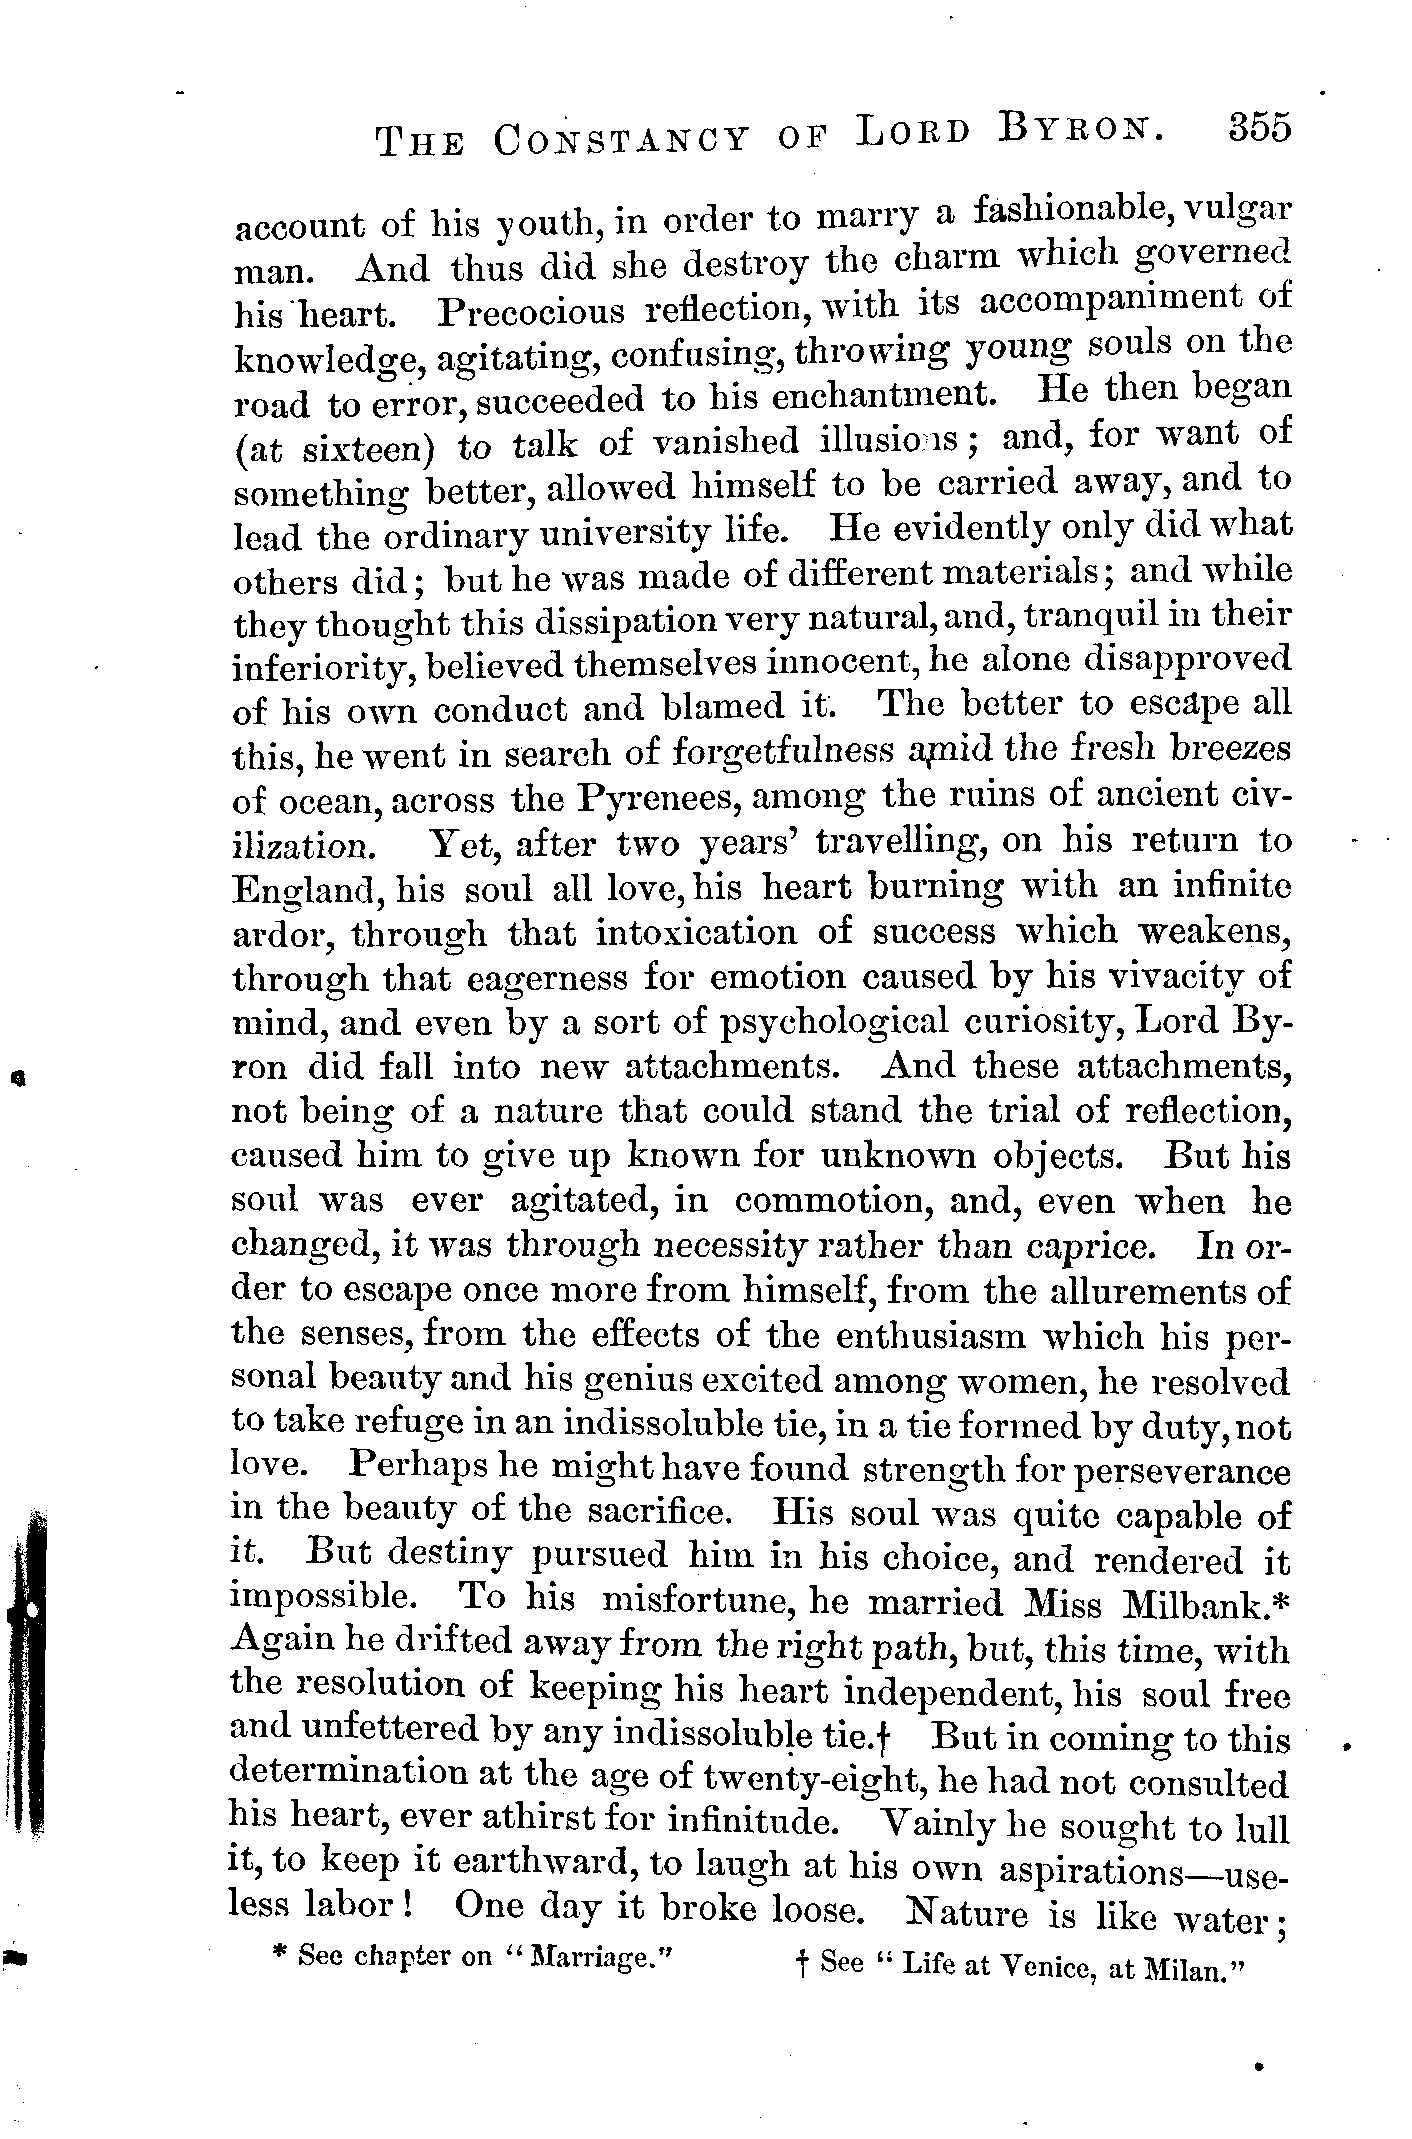 THE CONSTANCY OF LORD BYRON. 355
account of his youth, in order to marry a fashionable, vulgar
man. And thus did she destroy the charm which governed
his heart. Precocious reflection, with its accompaniment of
knowledge, agitating, confusing, throwing young souls on the
road to error, succeeded to his enchantment. He then began
(at sixteen) to talk of vanished illusions; and, for want of
something better, allowed himself to be carried away, and to
lead the ordinary university life. He evidently only did what
others did; but he was made of different materials; and while
they thought this dissipation very natural, and, tranquil in their
inferiority, believed themselves innocent, he alone disapproved
of his own conduct and blamed it. The better to escape all
this, he went in search of forgetfulness amid the fresh breezes
of ocean, across the Pyrenees, among the ruins of ancient civ-
ilization. Yet, after two years' travelling, on his return to
England, his soul all love, his heart burning with an infinite
ardor, through that intoxication of success which weakens,
through that eagerness for emotion caused by his vivacity of
mind, and even by a sort of psychological curiosity, Lord By-
ron did fall into new attachments. And these attachments,
not being of a nature that could stand the trial of reflection,
caused him to give up known for unknown objects. But his
soul was ever agitated, in commotion, and, even when he
changed, it was through necessity rather than caprice. In or-
der to escape once more from himself, from the allurements of
the senses, from the effects of the enthusiasm which his per-
sonal beauty and his genius excited among women, he resolved
to take refuge in an indissoluble tie, in a tie formed by duty, not
love. Perhaps he might have found strength for perseverance
in the beauty of the sacrifice. His soul was quite capable of
it. But destiny pursued him in his choice, and rendered it
impossible. To his misfortune, he married Miss Milbank.*
Again he drifted away from the right path, but, this time, with
the resolution of keeping his heart independent, his soul free
and unfettered by any indissoluble tie.† But in coming to this
determination at the age of twenty-eight, he had not consulted
his heart, ever athirst for infinitude. Vainly he sought to lull
it, to keep it earthward, to laugh at his own aspirations—use-
less labor! One day it broke loose. Nature is like water;
* See chapter on "Marriage." † See "Life at Venice, at Milan."